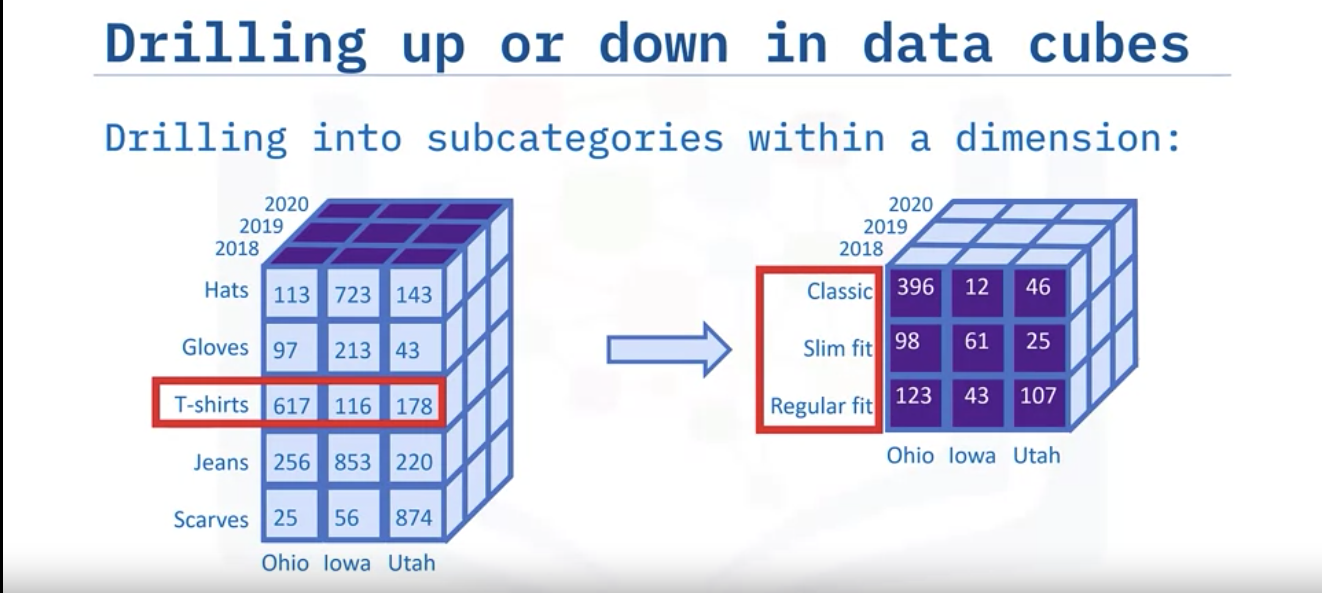 Drilling up or down in data cubes
Drilling into subcategories within a dimension:
2020
2019
2018
Hats 113 723 143
Gloves 97 213 43
T-shirts 617 116 178
Jeans 256 853 220
Scarves 25 56 874
Ohio Iowa Utah
2020
2019
2018
Classic 396 12 46
Slim fit 98 61 25
Regular fit 123 43 107
Ohio Iowa Utah